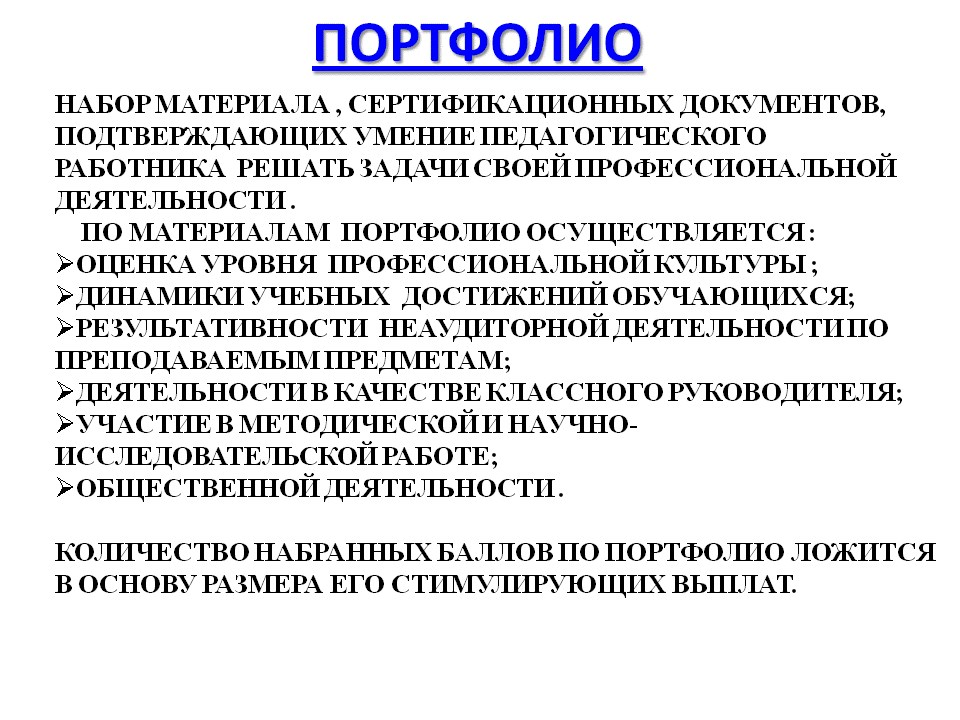 ПОРТФОЛИО
НАБОР МАТЕРИАЛА , СЕРТИФИКАЦИОННЫХ ДОКУМЕНТОВ,
ПОДТВЕРЖДАЮЩИХ УМЕНИЕ ПЕДАГОГИЧЕСКОГО
РАБОТНИКА РЕШАТЬ ЗАДАЧИ СВОЕЙ ПРОФЕССИОНАЛЬНОЙ
ДЕЯТЕЛЬНОСТИ .
ПО МАТЕРИАЛАМ ПОРТФОЛИО ОСУЩЕСТВЛЯЕТСЯ :
➢ОЦЕНКА УРОВНЯ ПРОФЕССИОНАЛЬНОЙ КУЛЬТУРЫ ;
➢ДИНАМИКИ УЧЕБНЫХ ДОСТИЖЕНИЙ ОБУЧАЮЩИХСЯ;
➢РЕЗУЛЬТАТИВНОСТИ НЕАУДИТОРНОЙ ДЕЯТЕЛЬНОСТИ ПО
ПРЕПОДАВАЕМЫМ ПРЕДМЕТАМ;
➢ДЕЯТЕЛЬНОСТИ В КАЧЕСТВЕ КЛАССНОГО РУКОВОДИТЕЛЯ;
➢УЧАСТИЕ В МЕТОДИЧЕСКОЙ И НАУЧНО-
ИССЛЕДОВАТЕЛЬСКОЙ РАБОТЕ;
➢ОБЩЕСТВЕННОЙ ДЕЯТЕЛЬНОСТИ .
КОЛИЧЕСТВО НАБРАННЫХ БАЛЛОВ ПО ПОРТФОЛИО ЛОЖИТСЯ
В ОСНОВУ РАЗМЕРА ЕГО СТИМУЛИРУЮЩИХ ВЫПЛАТ.